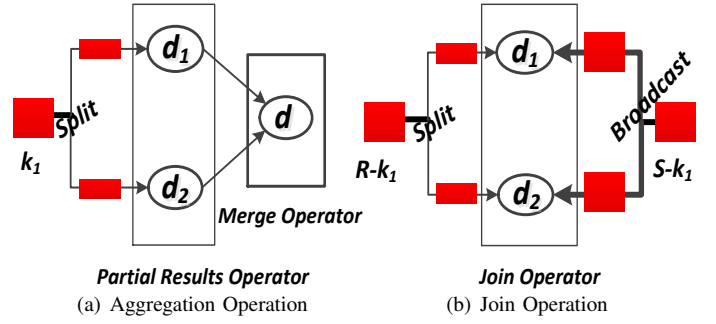 d1
d1
Split
d
Split
Broadcast
k1
R-k1
S-k1
d2
d2
Merge Operator
Partial Results Operator
Join Operator
(a) Aggregation Operation
(b) Join Operation